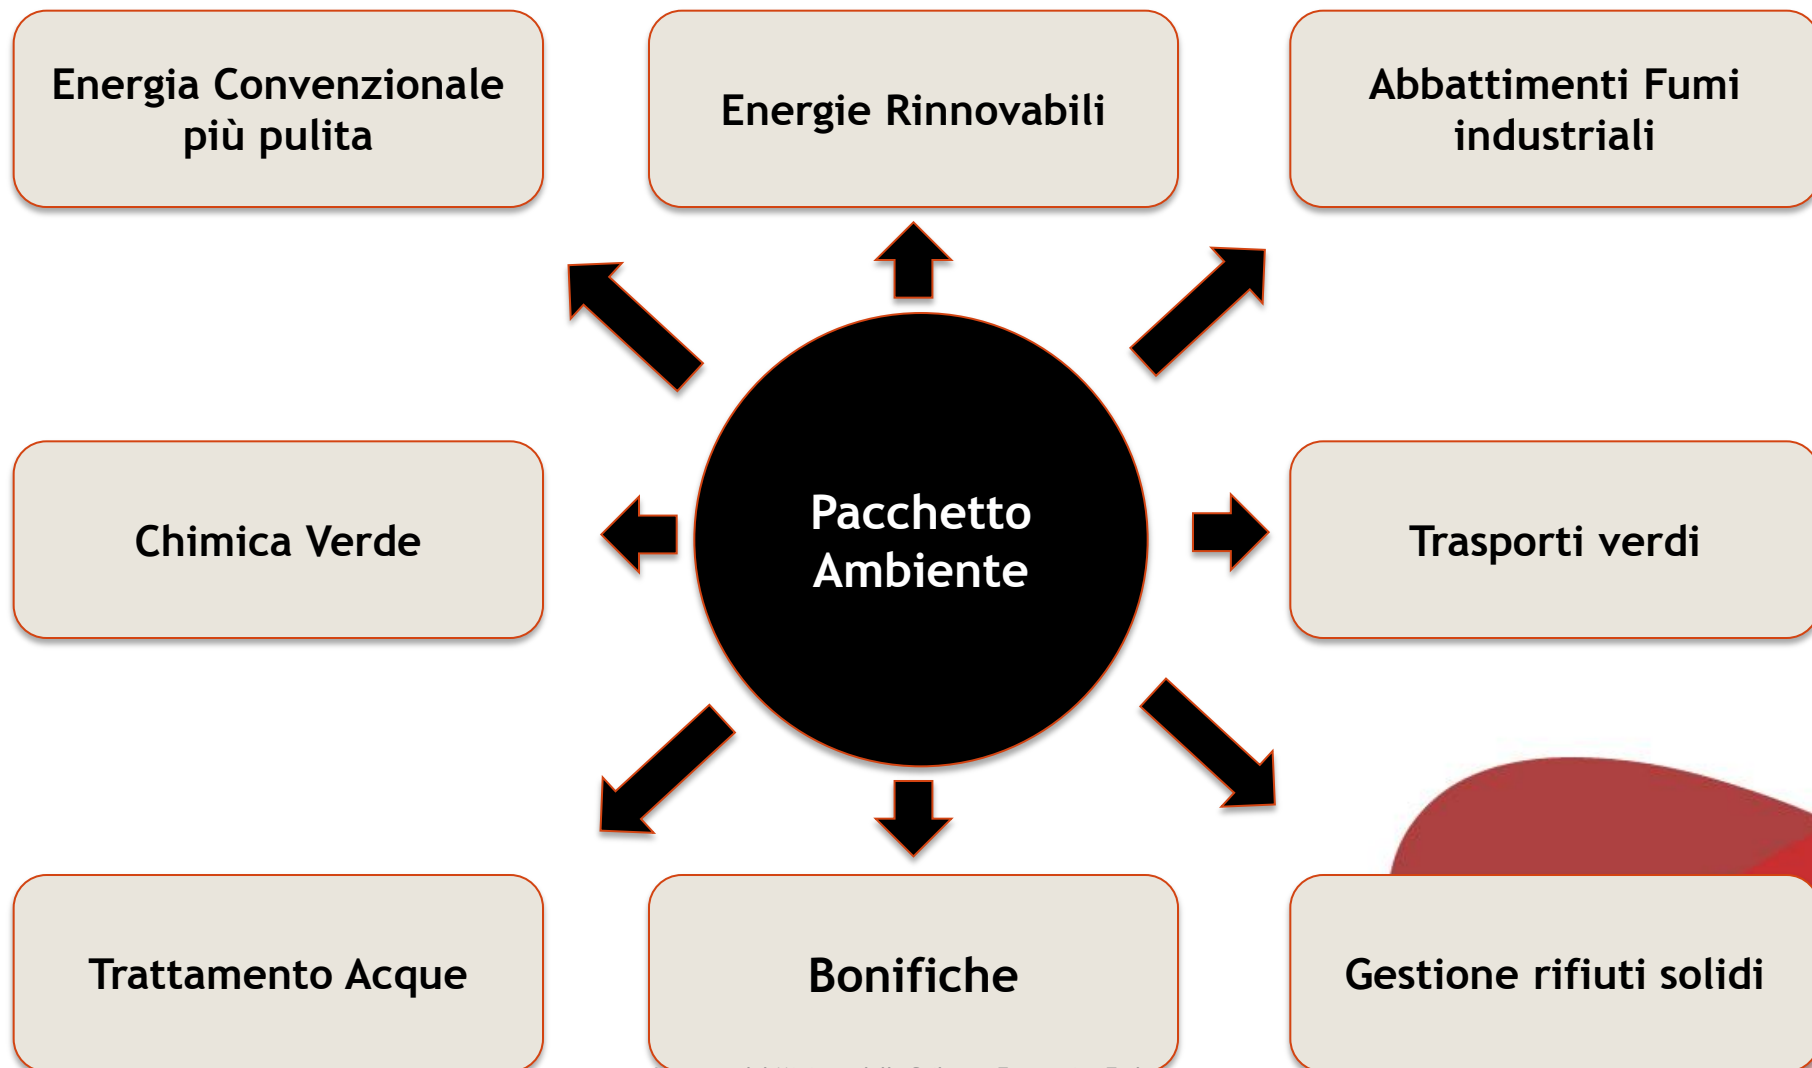 Energia Convenzionale
più pulita
Energie Rinnovabili
Abbattimenti Fumi
industriali
Chimica Verde
Pacchetto
Ambiente
Trasporti verdi
Trattamento Acque
Bonifiche
Gestione rifiuti solidi